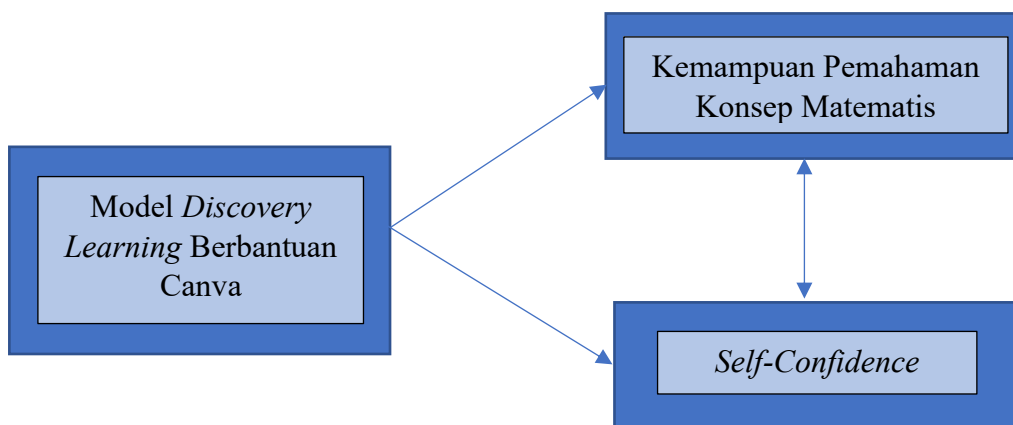 Kemampuan Pemahaman
Konsep Matematis
Model Discovery
Learning Berbantuan
Canva
Self-Confidence